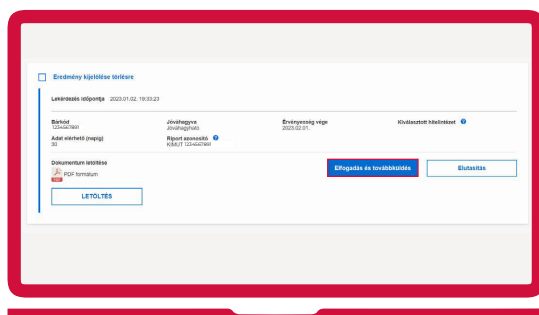 Eredmény kijelölése törlésre
Lekérdezés időpontja 2023.01.02. 19:33:23
Bárkód Jóváhagyva Érvényesség vége Kiválasztott hitelintézet ?
1234567891 Jóváhagyható 2023.02.01.
Adat elérhető (napig) Riport azonosító ?
30 KIMUT 1234567891
Dokumentum letöltése
PDF formátum
Elfogadás és továbbküldés Elutasítás
LETÖLTÉS